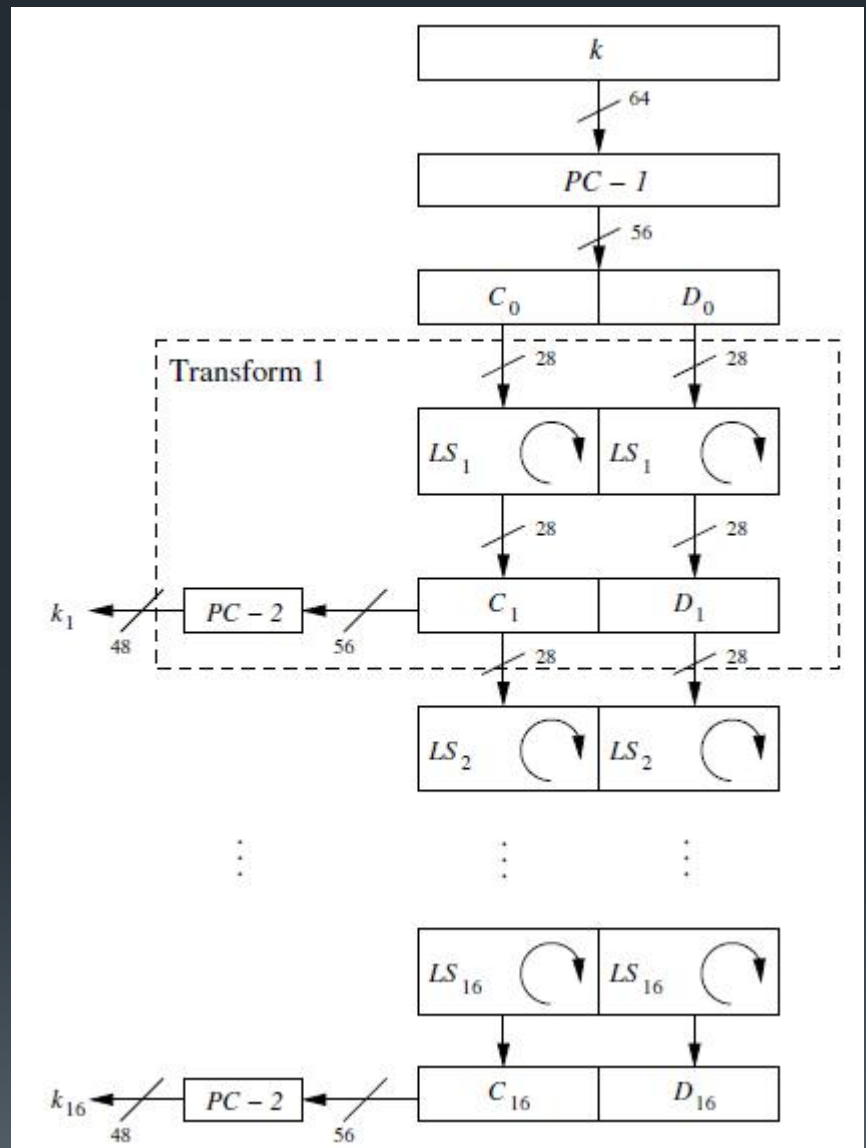 k
64
PC – 1
56
C₀ D₀
Transform 1
28 28
LS₁ LS₁
28 28
k₁ PC – 2 C₁ D₁
48 56
28 28
LS₂ LS₂
⋮ ⋮ ⋮
LS₁₆ LS₁₆
k₁₆ PC – 2 C₁₆ D₁₆
48 56